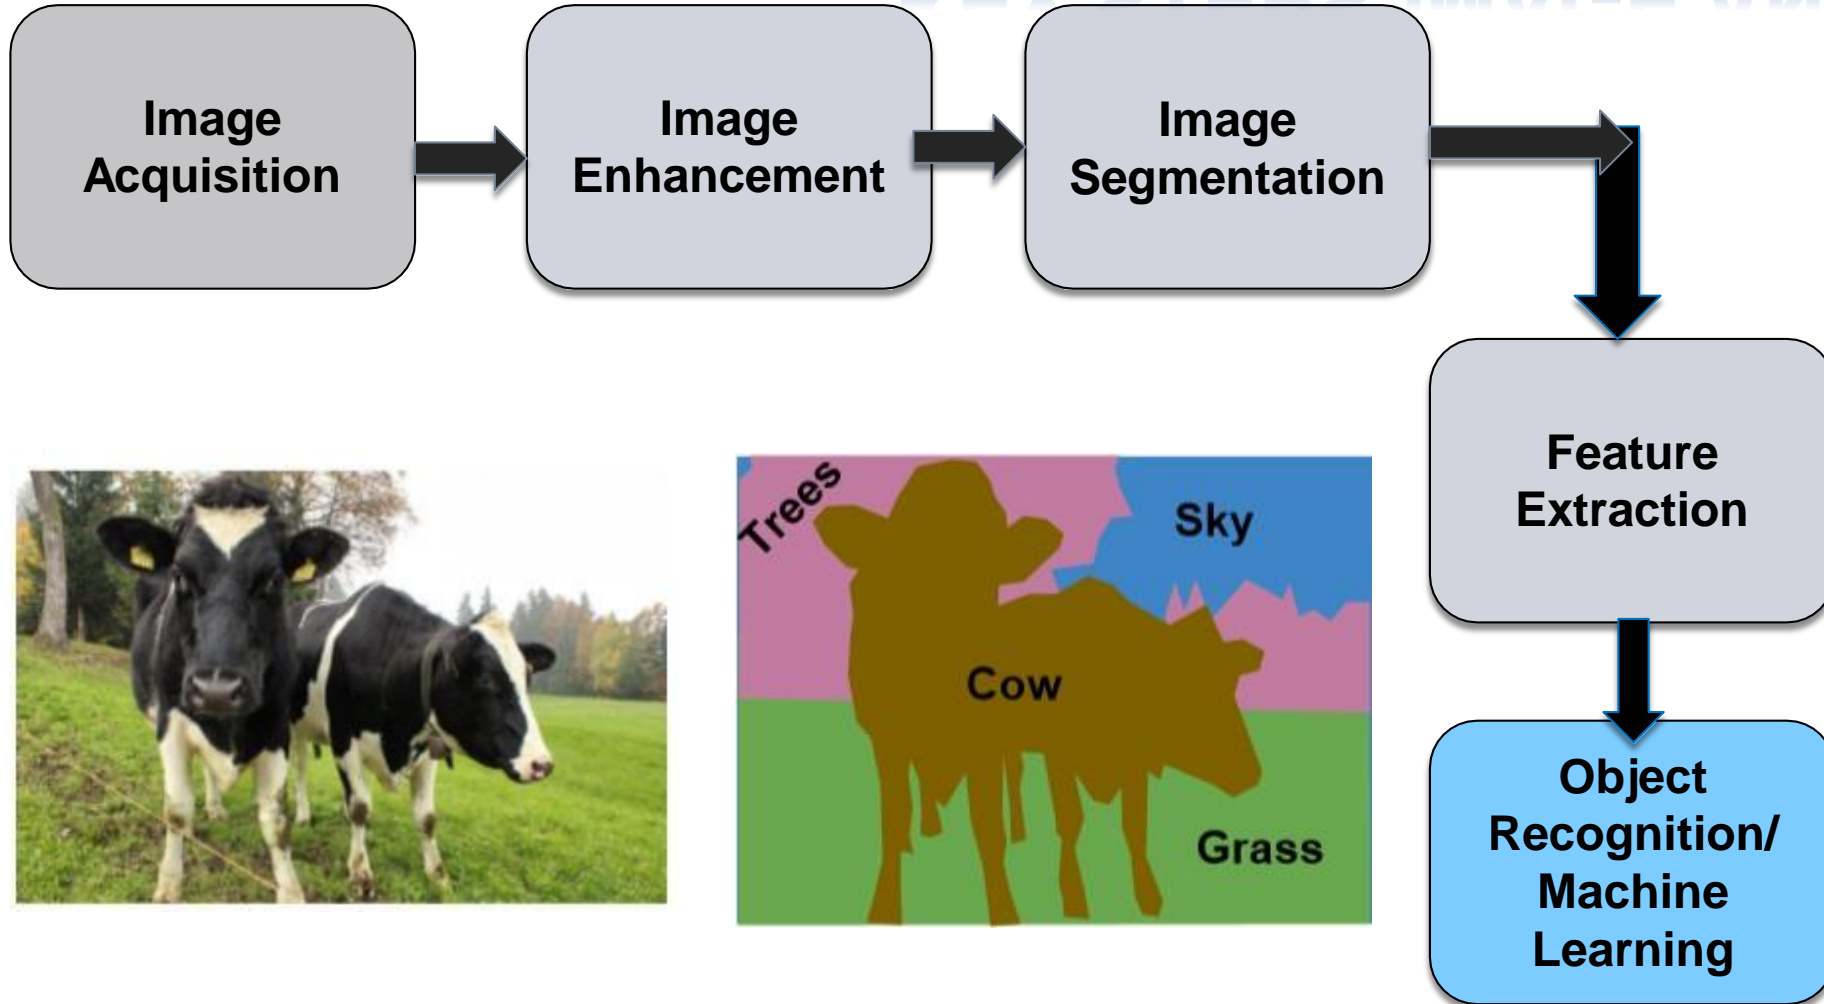 Image
Acquisition
Image
Enhancement
Image
Segmentation
Feature
Extraction
Object
Recognition/
Machine
Learning
Trees
Sky
Cow
Grass